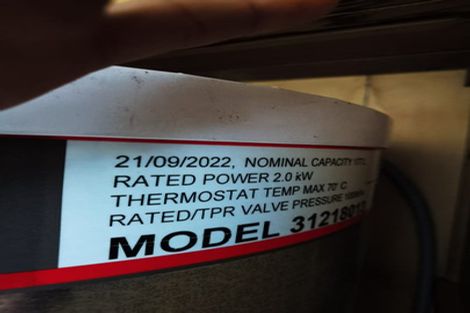 21/09/2022, NOMINAL CAPACITY
RATED POWER 2.0 kW
THERMOSTAT TEMP MAX 70° C
RATED/TPR VALVE PRESSURE
MODEL